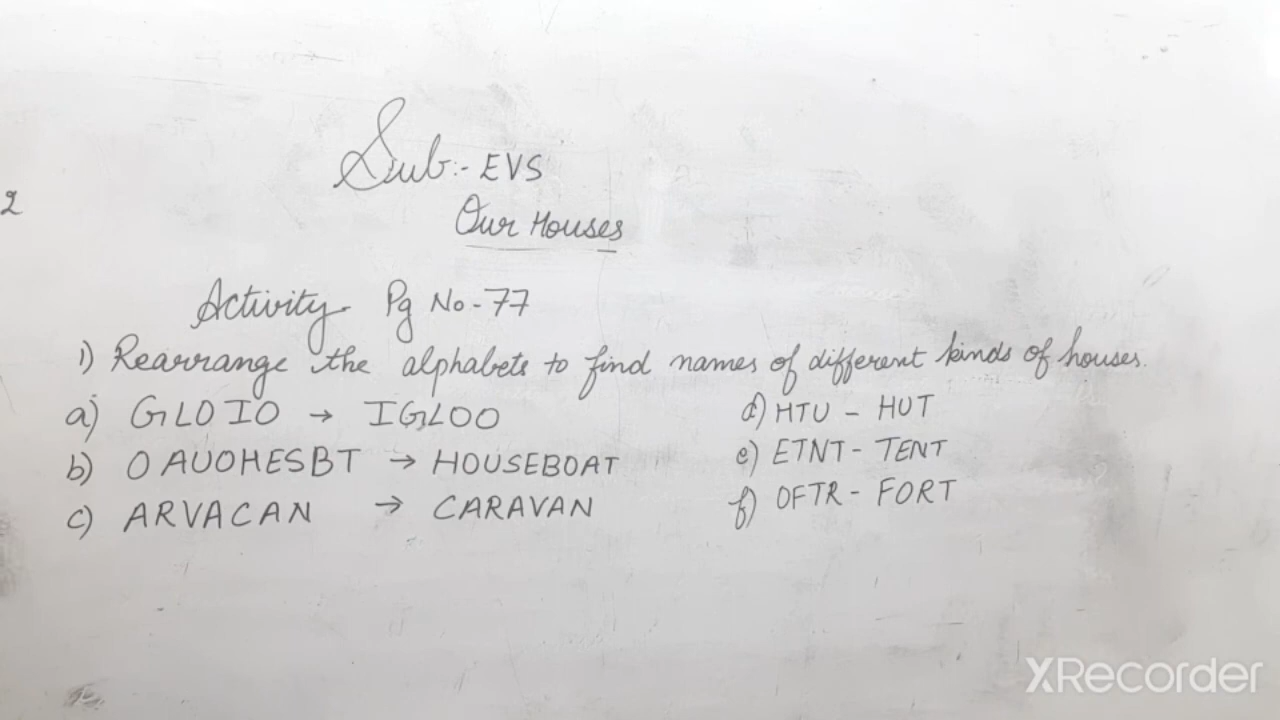 Sub:- EVS
2
Our Houses
Activity Pg No-77
1) Rearrange the alphabets to find names of different kinds of houses.
a) GLOIO → IGLOO
d) HTU - HUT
b) OAUOHESBT → HOUSEBOAT
e) ETNT- TENT
c) ARVACAN → CARAVAN
f) OFTR - FORT
XRecorder